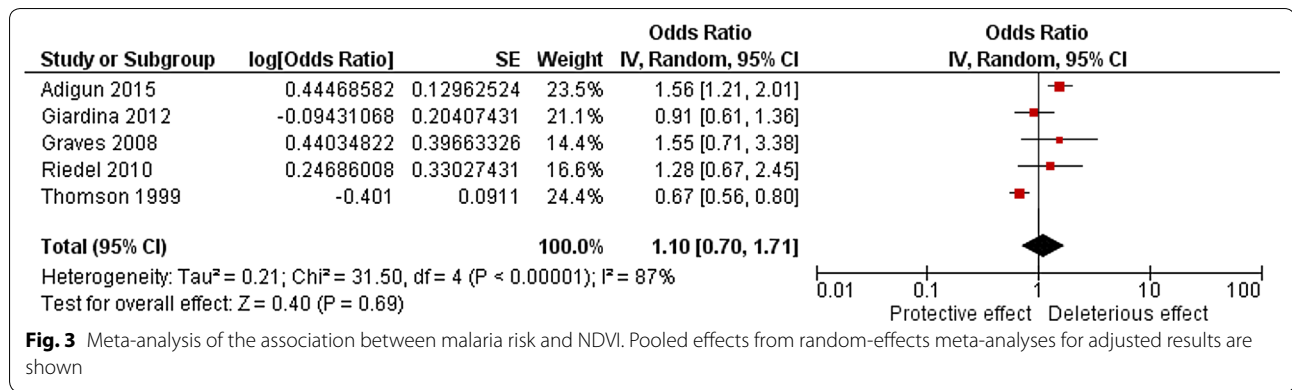 Odds Ratio Odds Ratio
Study or Subgroup log[Odds Ratio] SE Weight IV, Random, 95% CI IV, Random, 95% CI
Adigun 2015 0.44468582 0.12962524 23.5% 1.56 [1.21, 2.01]
Giardina 2012 -0.09431068 0.20407431 21.1% 0.91 [0.61, 1.36]
Graves 2008 0.44034822 0.39663326 14.4% 1.55 [0.71, 3.38]
Riedel 2010 0.24686008 0.33027431 16.6% 1.28 [0.67, 2.45]
Thomson 1999 -0.401 0.0911 24.4% 0.67 [0.56, 0.80]
Total (95% CI) 100.0% 1.10 [0.70, 1.71]
Heterogeneity: Tau² = 0.21; Chi² = 31.50, df = 4 (P < 0.00001); I² = 87%
Test for overall effect: Z = 0.40 (P = 0.69)
0.01 0.1 1 10 100
Protective effect Deleterious effect
Fig. 3 Meta-analysis of the association between malaria risk and NDVI. Pooled effects from random-effects meta-analyses for adjusted results are
shown